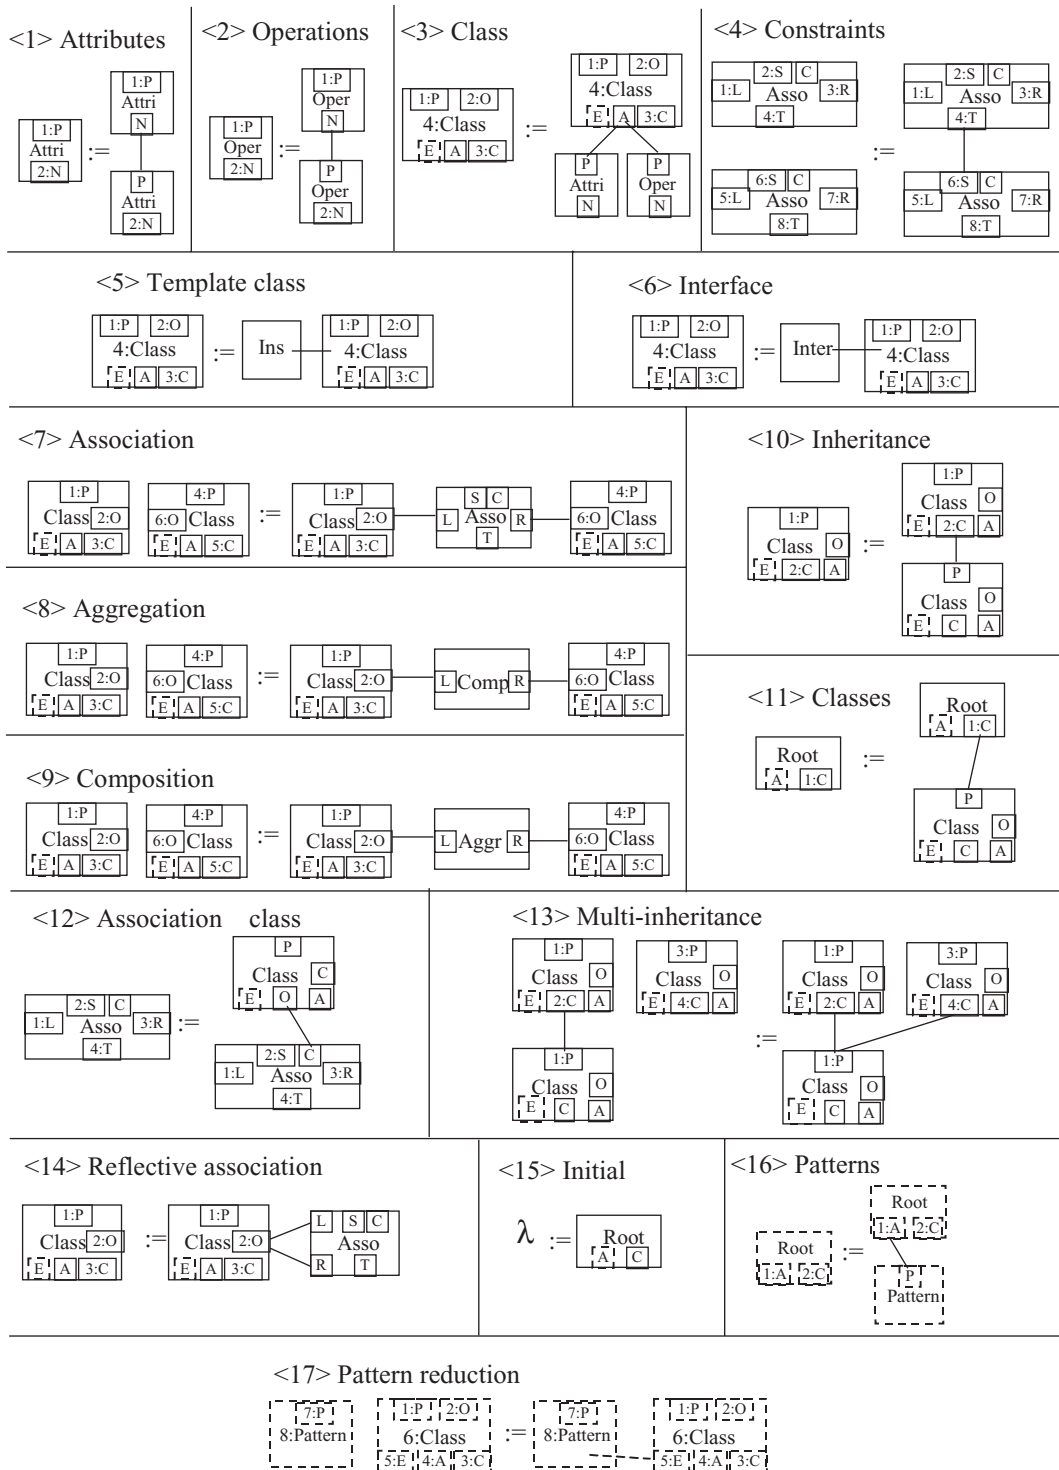 <1> Attributes
1:P
Attri
2:N
:=
1:P
Attri
N
P
Attri
2:N
<2> Operations
1:P
Oper
2:N
:=
1:P
Oper
N
P
Oper
2:N
<3> Class
1:P 2:O
4:Class
E A 3:C
:=
1:P 2:O
4:Class
E A 3:C
P
Attri
N
P
Oper
N
<4> Constraints
2:S C
1:L Asso 3:R
4:T
6:S C
5:L Asso 7:R
8:T
:=
2:S C
1:L Asso 3:R
4:T
6:S C
5:L Asso 7:R
8:T
<5> Template class
1:P 2:O
4:Class
E A 3:C
:=
Ins
1:P 2:O
4:Class
E A 3:C
<6> Interface
1:P 2:O
4:Class
E A 3:C
:=
Inter
1:P 2:O
4:Class
E A 3:C
<7> Association
1:P
Class 2:O
E A 3:C
4:P
6:O Class
E A 5:C
:=
1:P
Class 2:O
E A 3:C
S C
L Asso R
T
4:P
6:O Class
E A 5:C
<8> Aggregation
1:P
Class 2:O
E A 3:C
4:P
6:O Class
E A 5:C
:=
1:P
Class 2:O
E A 3:C
L Comp R
4:P
6:O Class
E A 5:C
<9> Composition
1:P
Class 2:O
E A 3:C
4:P
6:O Class
E A 5:C
:=
1:P
Class 2:O
E A 3:C
L Aggr R
4:P
6:O Class
E A 5:C
<10> Inheritance
1:P
Class O
E 2:C A
:=
1:P
Class O
E 2:C A
P
Class O
E C A
<11> Classes
Root
A 1:C
:=
Root
A 1:C
P
Class O
E C A
<12> Association class
2:S C
1:L Asso 3:R
4:T
:=
P
Class C
E O A
2:S C
1:L Asso 3:R
4:T
<13> Multi-inheritance
1:P
Class O
E 2:C A
3:P
Class O
E 4:C A
1:P
Class O
E C A
:=
1:P
Class O
E 2:C A
3:P
Class O
E 4:C A
1:P
Class O
E C A
<14> Reflective association
1:P
Class 2:O
E A 3:C
:=
1:P
Class 2:O
E A 3:C
L S C
Asso
R T
<15> Initial
λ :=
Root
A C
<16> Patterns
Root
1:A 2:C
:=
Root
1:A 2:C
P
Pattern
<17> Pattern reduction
7:P
8:Pattern
1:P 2:O
6:Class
5:E 4:A 3:C
:=
7:P
8:Pattern
1:P 2:O
6:Class
5:E 4:A 3:C